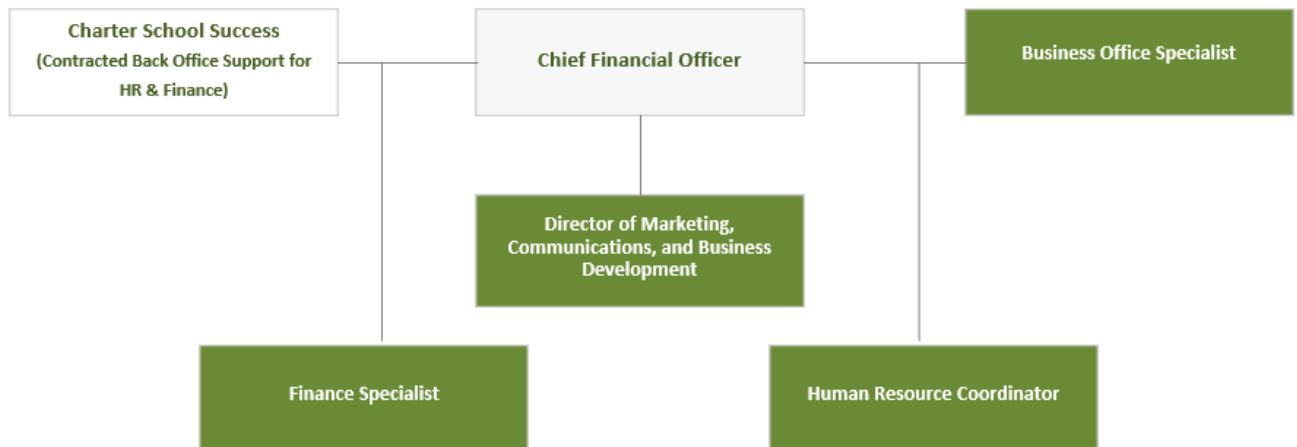 Charter School Success
(Contracted Back Office Support for
HR & Finance)
Chief Financial Officer
Business Office Specialist
Director of Marketing,
Communications, and Business
Development
Finance Specialist
Human Resource Coordinator